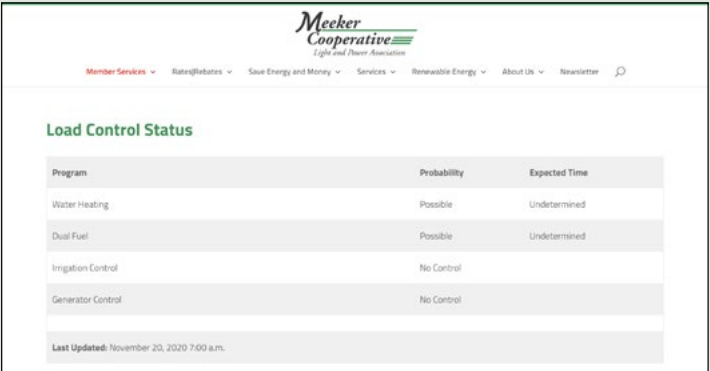 Meeker
Cooperative
Light and Power Association
Member Services Rates|Rebates Save Energy and Money Services Renewable Energy About Us Newsletter
Load Control Status
Program Probability Expected Time
Water Heating Possible Undetermined
Dual Fuel Possible Undetermined
Irrigation Control No Control
Generator Control No Control
Last Updated: November 20, 2020 7:00 a.m.